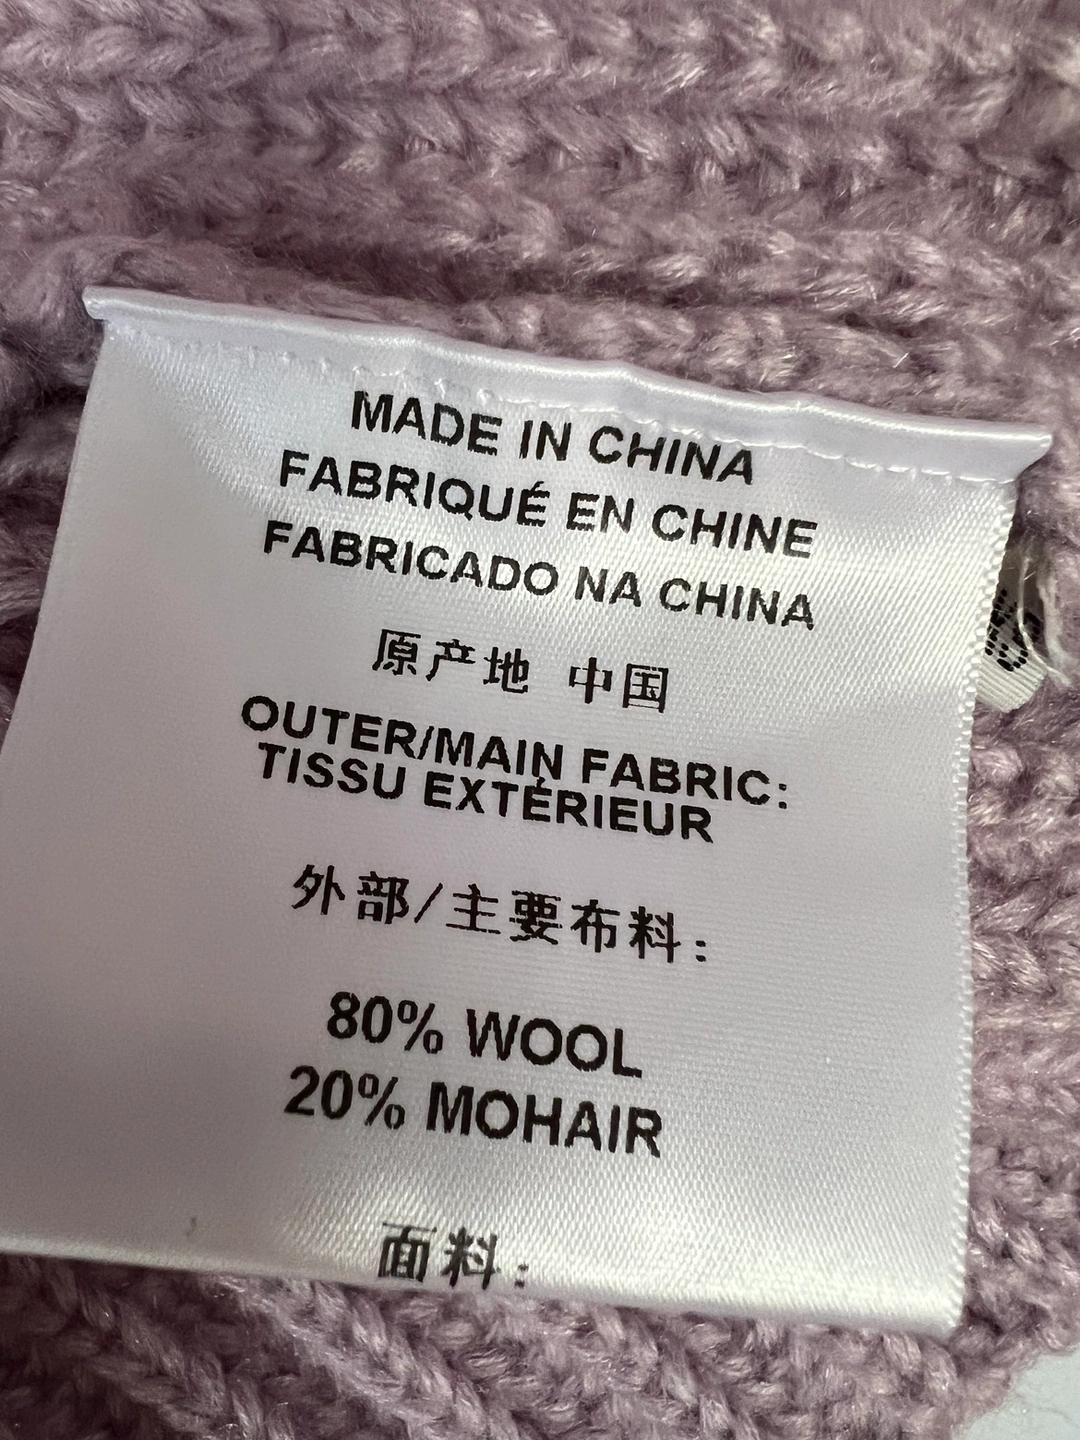 MADE IN CHINA
FABRIQUÉ EN CHINE
FABRICADO NA CHINA
原产地 中国
OUTER/MAIN FABRIC:
TISSU EXTÉRIEUR
外部/主要布料:
80% WOOL
20% MOHAIR
面料: